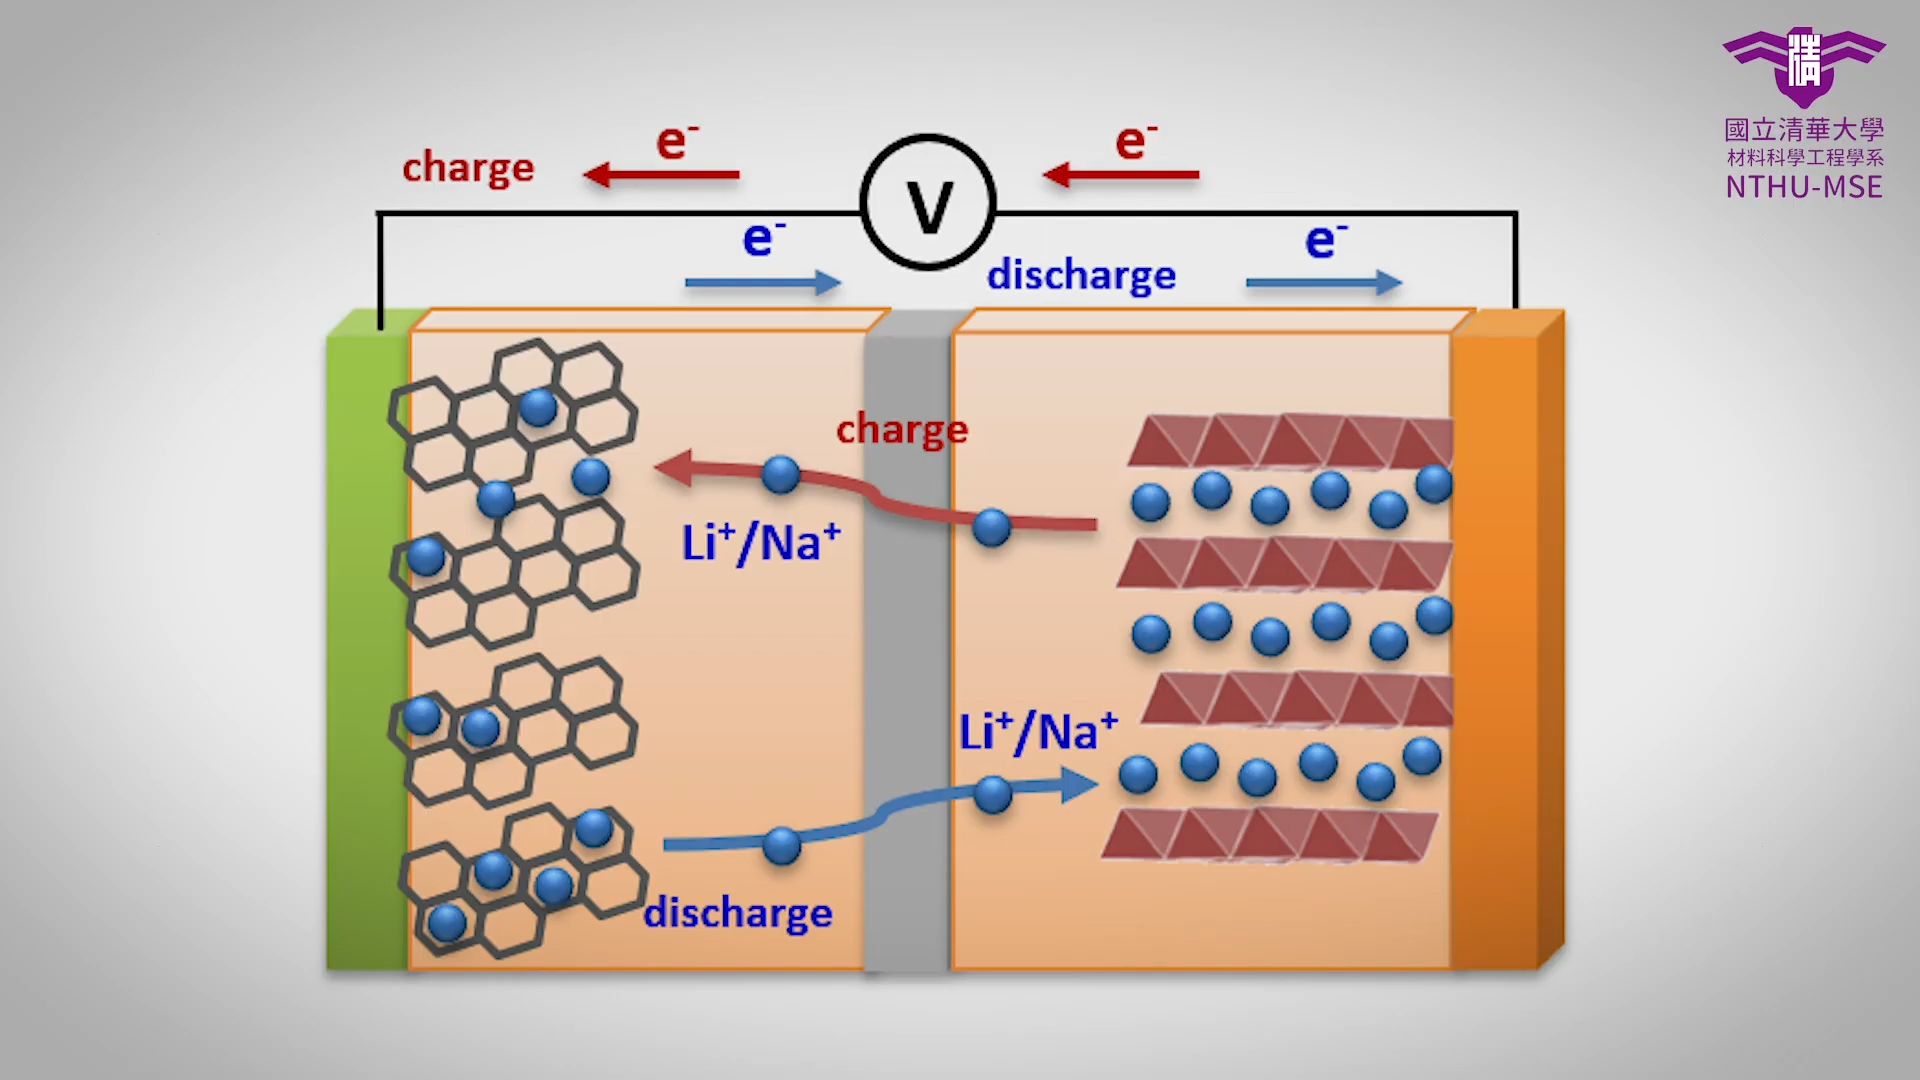 國立清華大學
材料科學工程學系
NTHU-MSE
charge
e⁻
e⁻
V
e⁻
discharge
e⁻
charge
Li⁺/Na⁺
Li⁺/Na⁺
discharge